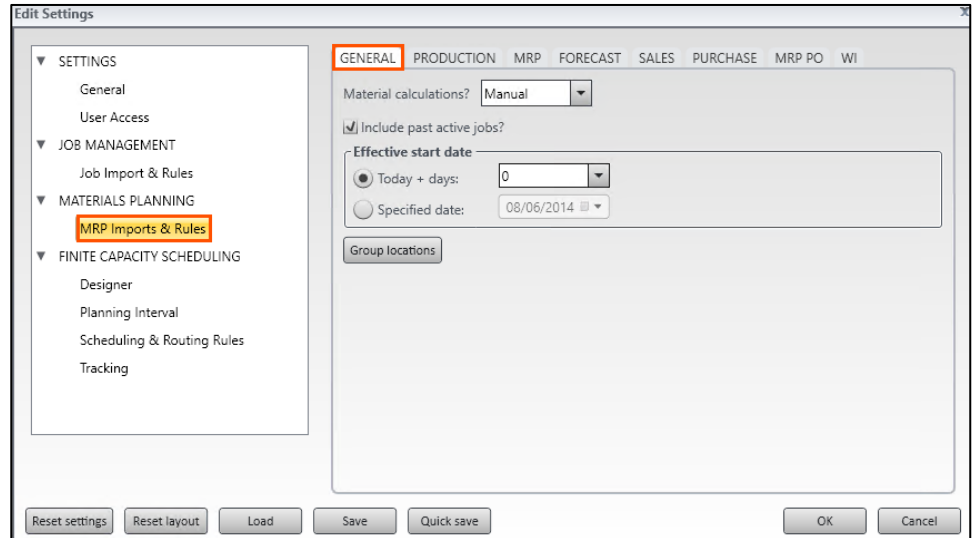 Edit Settings
x
SETTINGS
General
User Access
JOB MANAGEMENT
Job Import & Rules
MATERIALS PLANNING
MRP Imports & Rules
FINITE CAPACITY SCHEDULING
Designer
Planning Interval
Scheduling & Routing Rules
Tracking
GENERAL PRODUCTION MRP FORECAST SALES PURCHASE MRP PO WI
Material calculations? Manual
Include past active jobs?
Effective start date
Today + days: 0
Specified date: 08/06/2014
Group locations
Reset settings Reset layout Load Save Quick save OK Cancel